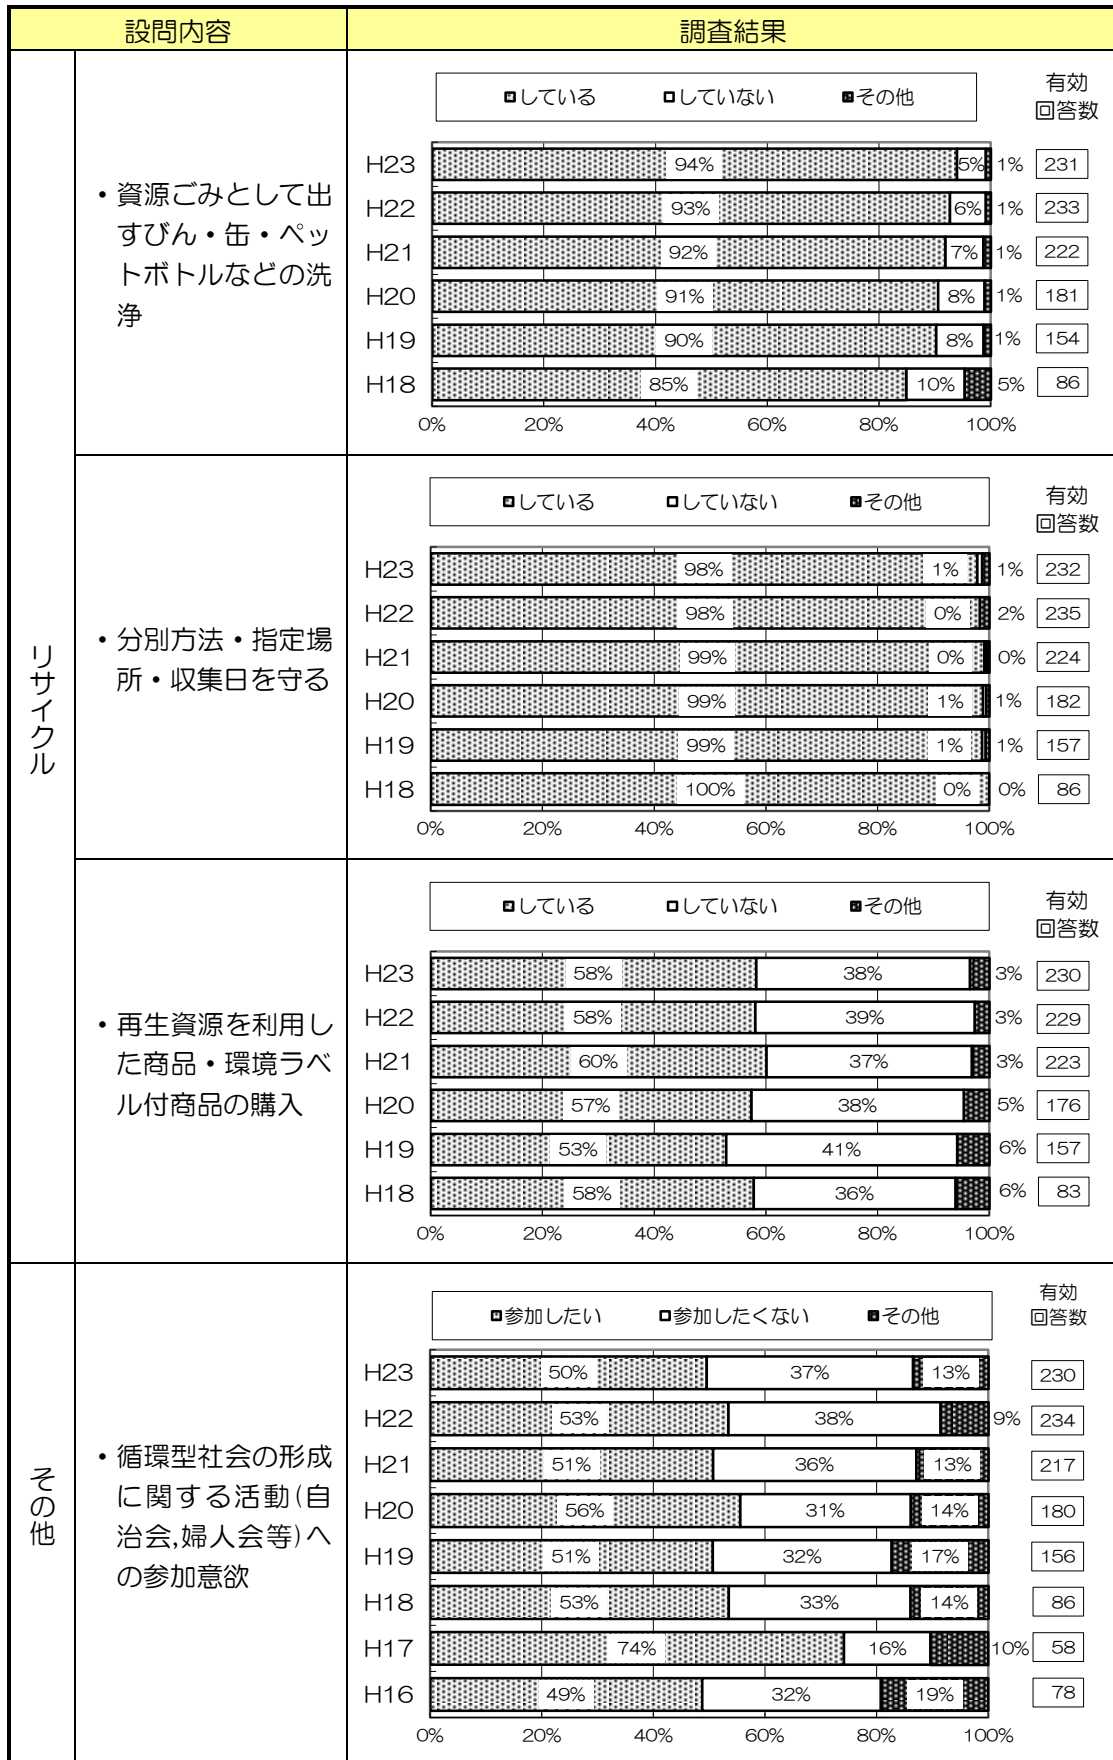 設問内容
調査結果
リサイクル
・資源ごみとして出
すびん・缶・ペッ
トボトルなどの洗
浄
している していない その他
有効
回答数
H23 94% 5% 1% 231
H22 93% 6% 1% 233
H21 92% 7% 1% 222
H20 91% 8% 1% 181
H19 90% 8% 1% 154
H18 85% 10% 5% 86
0% 20% 40% 60% 80% 100%
・分別方法・指定場
所・収集日を守る
している していない その他
有効
回答数
H23 98% 1% 1% 232
H22 98% 0% 2% 235
H21 99% 0% 0% 224
H20 99% 1% 1% 182
H19 99% 1% 1% 157
H18 100% 0% 0% 86
0% 20% 40% 60% 80% 100%
・再生資源を利用し
た商品・環境ラベ
ル付商品の購入
している していない その他
有効
回答数
H23 58% 38% 3% 230
H22 58% 39% 3% 229
H21 60% 37% 3% 223
H20 57% 38% 5% 176
H19 53% 41% 6% 157
H18 58% 36% 6% 83
0% 20% 40% 60% 80% 100%
その他
・循環型社会の形成
に関する活動(自
治会,婦人会等)へ
の参加意欲
参加したい 参加したくない その他
有効
回答数
H23 50% 37% 13% 230
H22 53% 38% 9% 234
H21 51% 36% 13% 217
H20 56% 31% 14% 180
H19 51% 32% 17% 156
H18 53% 33% 14% 86
H17 74% 16% 10% 58
H16 49% 32% 19% 78
0% 20% 40% 60% 80% 100%